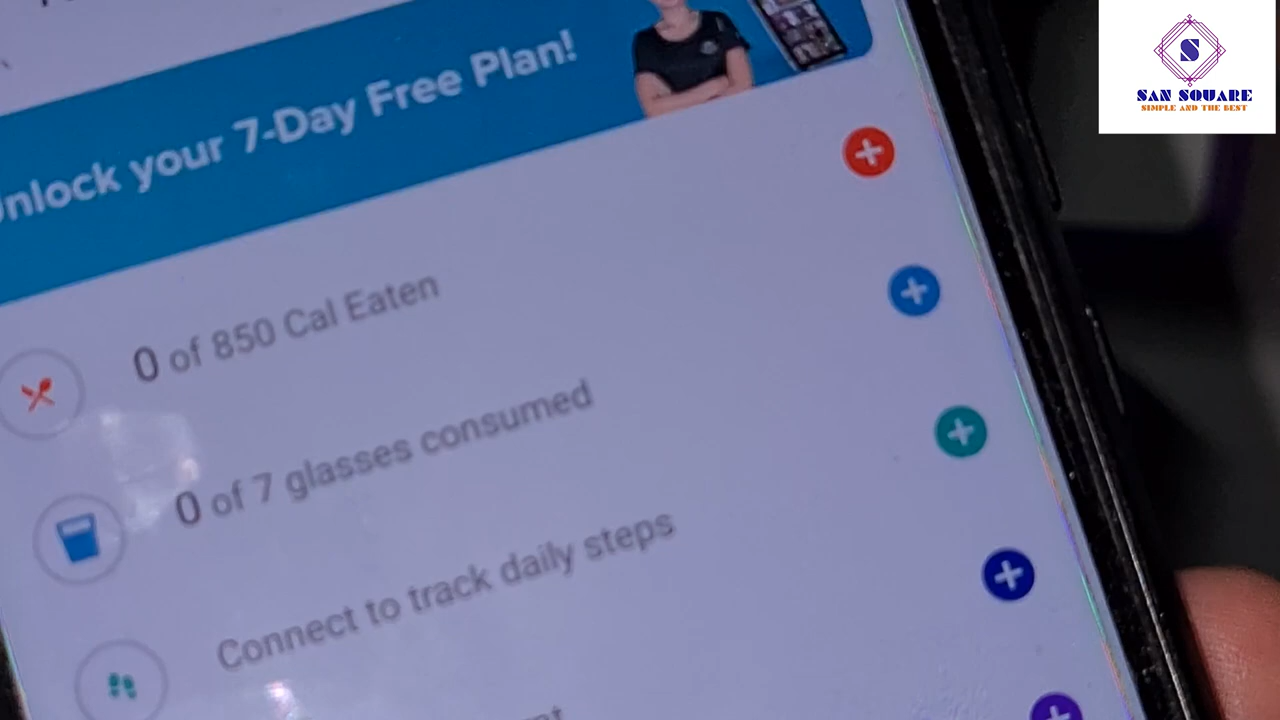 S
SAN SQUARE
SIMPLE AND THE BEST
Unlock your 7-Day Free Plan!
0 of 850 Cal Eaten
0 of 7 glasses consumed
Connect to track daily steps